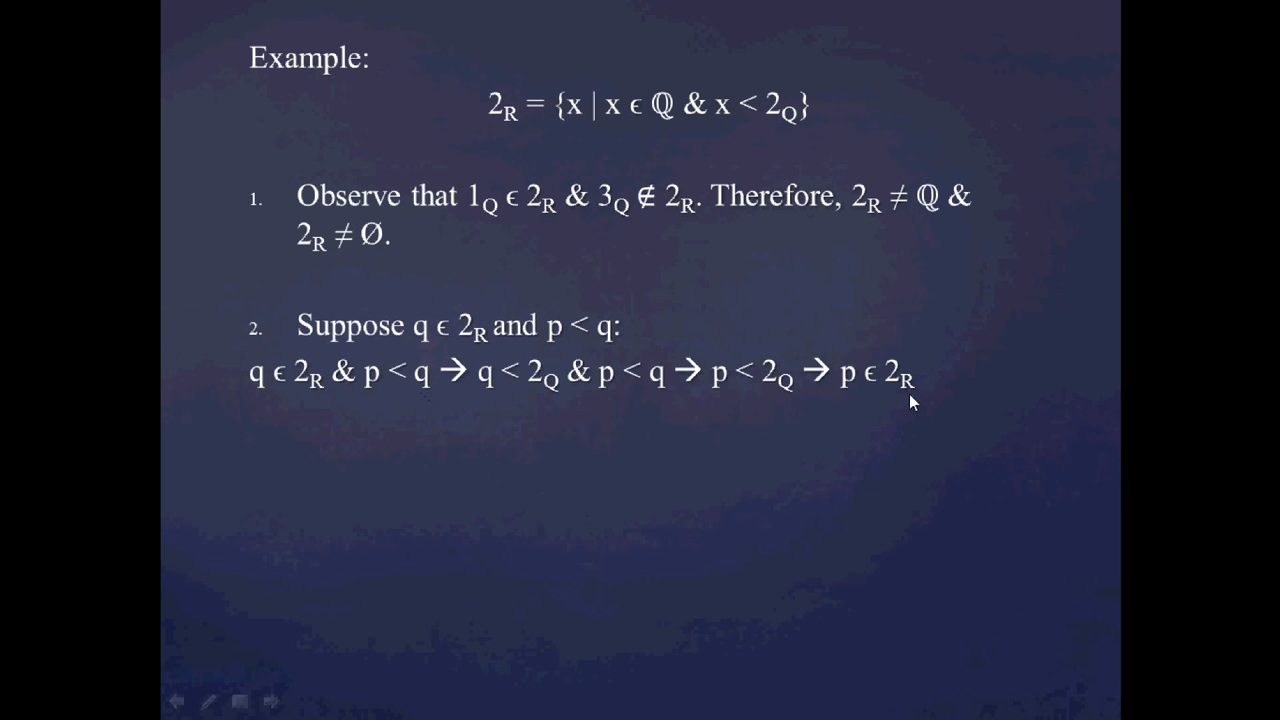 Example:
2R = {x | x ϵ ℚ & x < 2Q}
1. Observe that 1Q ϵ 2R & 3Q ∉ 2R. Therefore, 2R ≠ ℚ &
2R ≠ Ø.
2. Suppose q ϵ 2R and p < q:
q ϵ 2R & p < q → q < 2Q & p < q → p < 2Q → p ϵ 2R